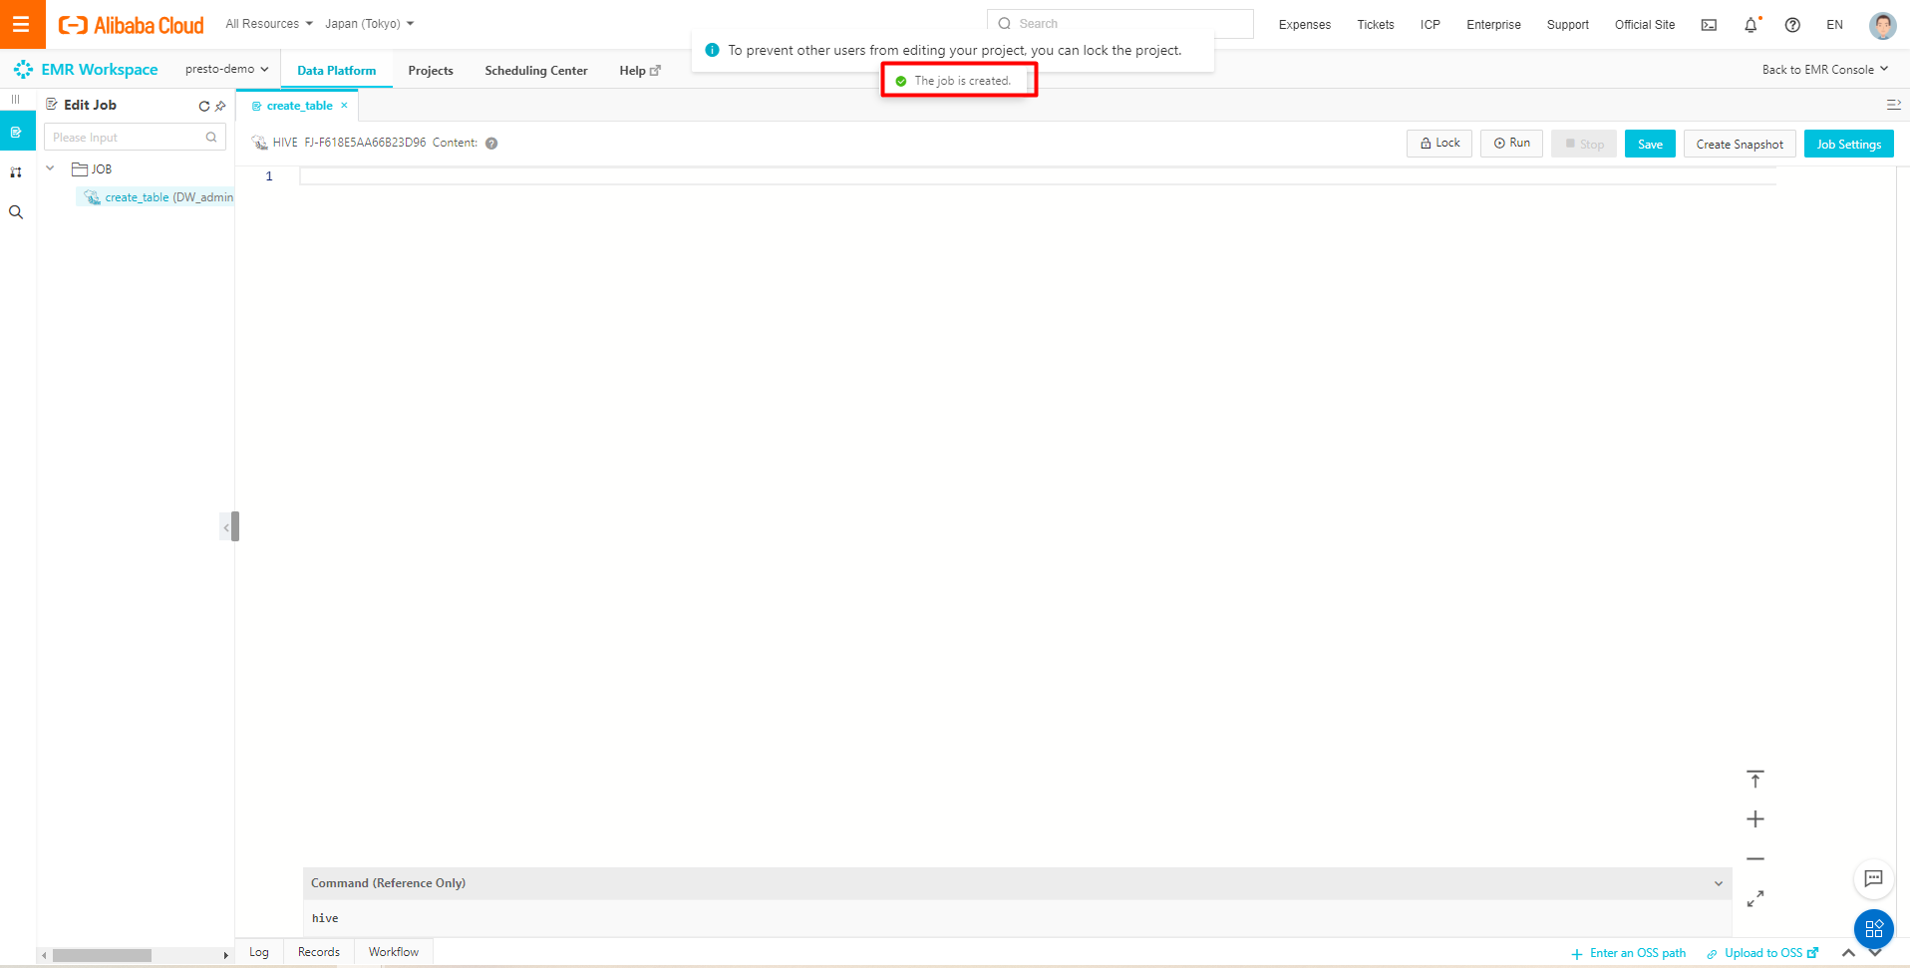 Alibaba Cloud All Resources Japan (Tokyo) Search Expenses Tickets ICP Enterprise Support Official Site EN
To prevent other users from editing your project, you can lock the project.
EMR Workspace presto-demo Data Platform Projects Scheduling Center Help Back to EMR Console
The job is created.
Edit Job create_table
Please Input
HIVE FJ-F618E5AA66B23D96 Content: Lock Run Stop Save Create Snapshot Job Settings
JOB
1
create_table (DW_admin
Command (Reference Only)
hive
Log Records Workflow Enter an OSS path Upload to OSS